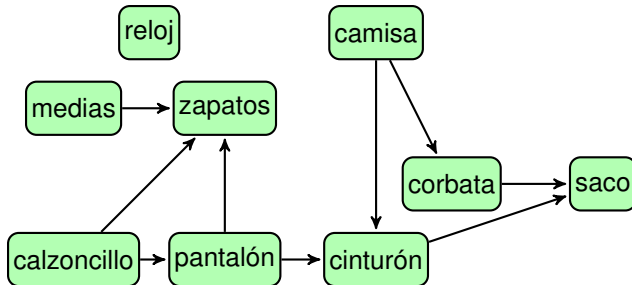 reloj
camisa
medias
zapatos
corbata
saco
calzoncillo
pantalón
cinturón